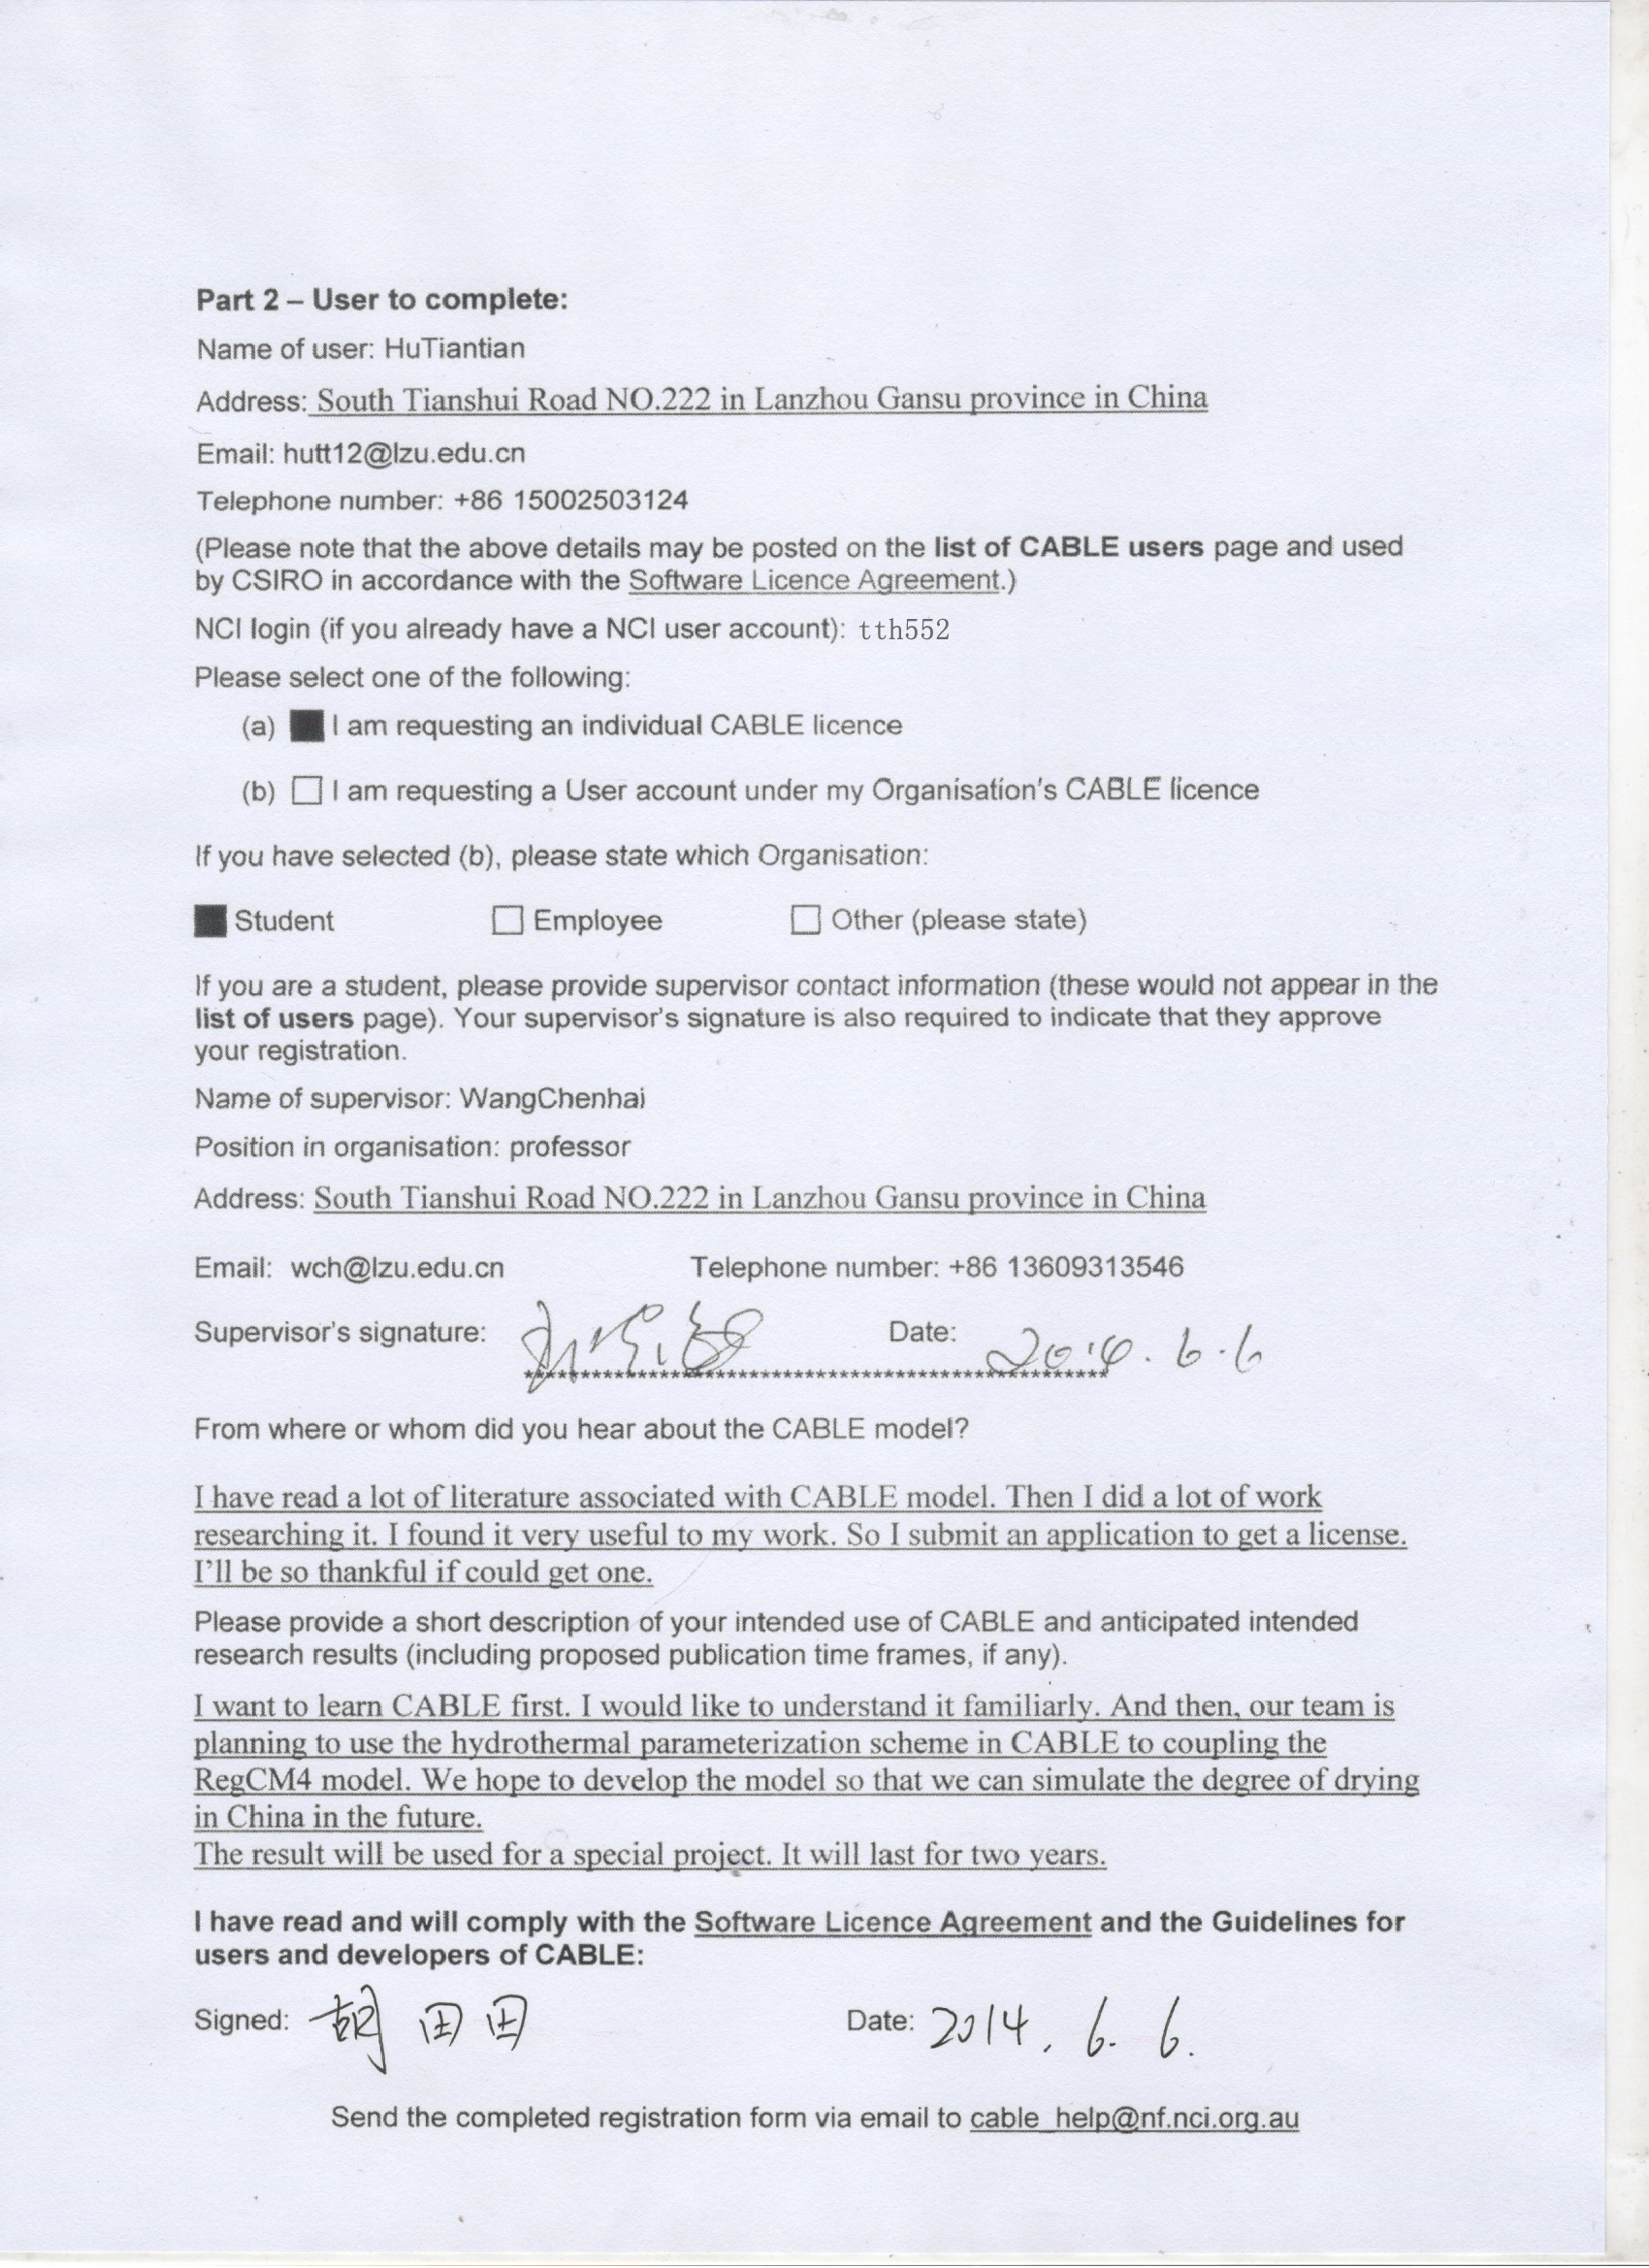 Part 2 – User to complete:
Name of user: HuTiantian
Address: South Tianshui Road NO.222 in Lanzhou Gansu province in China
Email: hutt12@lzu.edu.cn
Telephone number: +86 15002503124
(Please note that the above details may be posted on the list of CABLE users page and used
by CSIRO in accordance with the Software Licence Agreement.)
NCI login (if you already have a NCI user account): tth552
Please select one of the following:
(a) ■ I am requesting an individual CABLE licence
(b) □ I am requesting a User account under my Organisation's CABLE licence
If you have selected (b), please state which Organisation:
■ Student □ Employee □ Other (please state)
If you are a student, please provide supervisor contact information (these would not appear in the
list of users page). Your supervisor's signature is also required to indicate that they approve
your registration.
Name of supervisor: WangChenhai
Position in organisation: professor
Address: South Tianshui Road NO.222 in Lanzhou Gansu province in China
Email: wch@lzu.edu.cn Telephone number: +86 13609313546
Supervisor's signature: Date: 2014.6.6
From where or whom did you hear about the CABLE model?
I have read a lot of literature associated with CABLE model. Then I did a lot of work
researching it. I found it very useful to my work. So I submit an application to get a license.
I'll be so thankful if could get one.
Please provide a short description of your intended use of CABLE and anticipated intended
research results (including proposed publication time frames, if any).
I want to learn CABLE first. I would like to understand it familiarly. And then, our team is
planning to use the hydrothermal parameterization scheme in CABLE to coupling the
RegCM4 model. We hope to develop the model so that we can simulate the degree of drying
in China in the future.
The result will be used for a special project. It will last for two years.
I have read and will comply with the Software Licence Agreement and the Guidelines for
users and developers of CABLE:
Signed: 胡田田 Date: 2014.6.6.
Send the completed registration form via email to cable_help@nf.nci.org.au